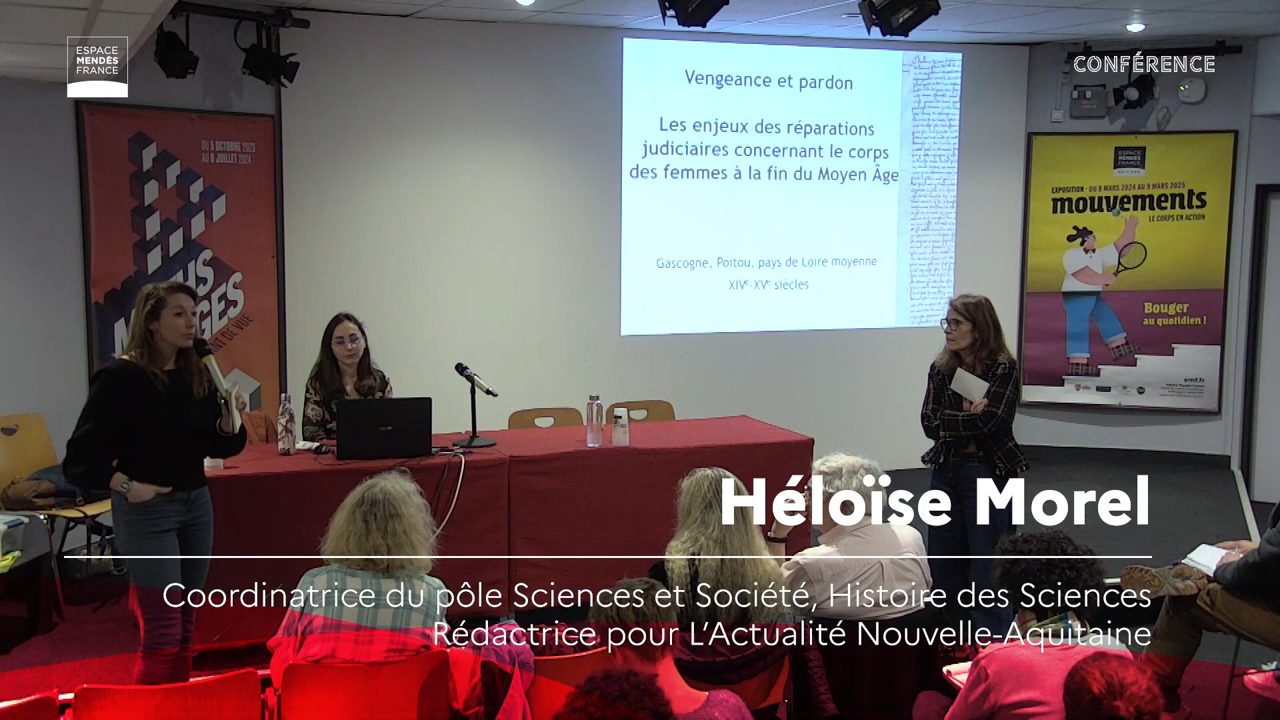 ESPACE
MENDÈS
FRANCE
CONFÉRENCE
DU 5 OCTOBRE 2023
AU 6 JUILLET 2024
Vengeance et pardon
Les enjeux des réparations
judiciaires concernant le corps
des femmes à la fin du Moyen Âge
Gascogne, Poitou, pays de Loire moyenne
XIVᵉ-XVᵉ siècles
ESPACE
MENDÈS
FRANCE
EXPOSITION - DU 8 MARS 2024 AU 9 MARS 2025
mouvements
LE CORPS EN ACTION
Bouger
au quotidien !
emf.fr
Héloïse Morel
Coordinatrice du pôle Sciences et Société, Histoire des Sciences
Rédactrice pour L'Actualité Nouvelle-Aquitaine